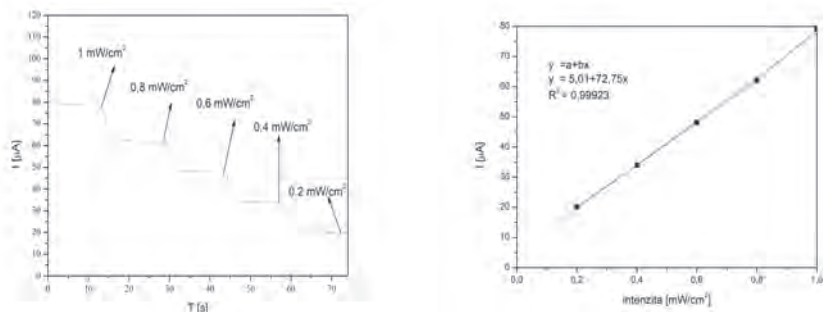 120
110
100
90
80
70
60
50
40
30
20
10
0
I [µA]
1 mW/cm²
0,8 mW/cm²
0,6 mW/cm²
0.4 mW/cm²
0.2 mW/cm²
0 10 20 30 40 50 60 70
T [s]
80
70
60
50
40
30
20
10
0
I [µA]
y =a+bx
y = 5,01+72,75x
R² = 0,99923
0,0 0,2 0,4 0,6 0,8 1,0
intenzita [mW/cm²]